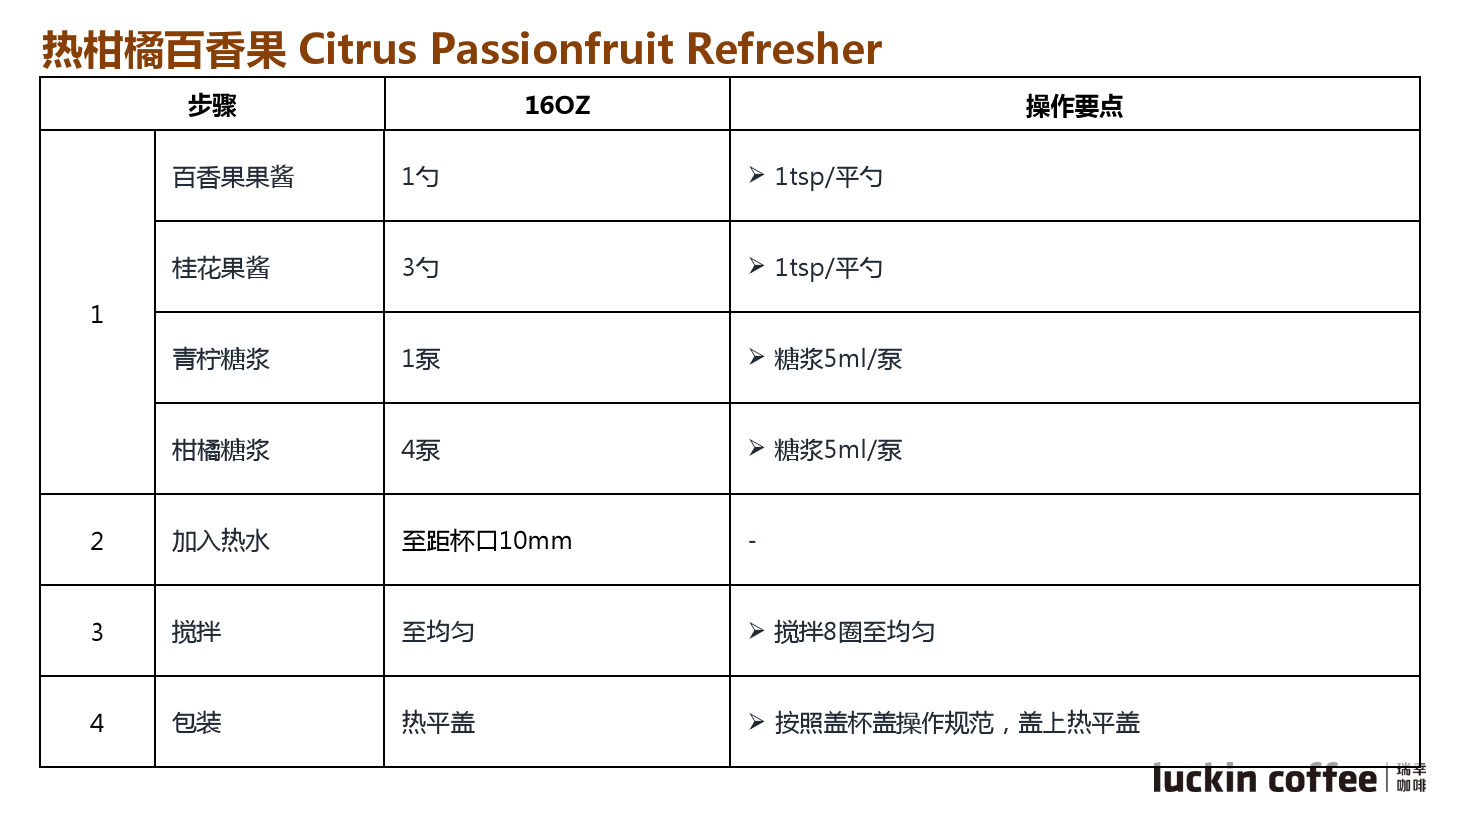 热柑橘百香果 Citrus Passionfruit Refresher
步骤 16OZ 操作要点
1
百香果果酱 1勺 ➢ 1tsp/平勺
桂花果酱 3勺 ➢ 1tsp/平勺
青柠糖浆 1泵 ➢ 糖浆5ml/泵
柑橘糖浆 4泵 ➢ 糖浆5ml/泵
2 加入热水 至距杯口10mm -
3 搅拌 至均匀 ➢ 搅拌8圈至均匀
4 包装 热平盖 ➢ 按照盖杯盖操作规范，盖上热平盖
luckin coffee 瑞幸
咖啡